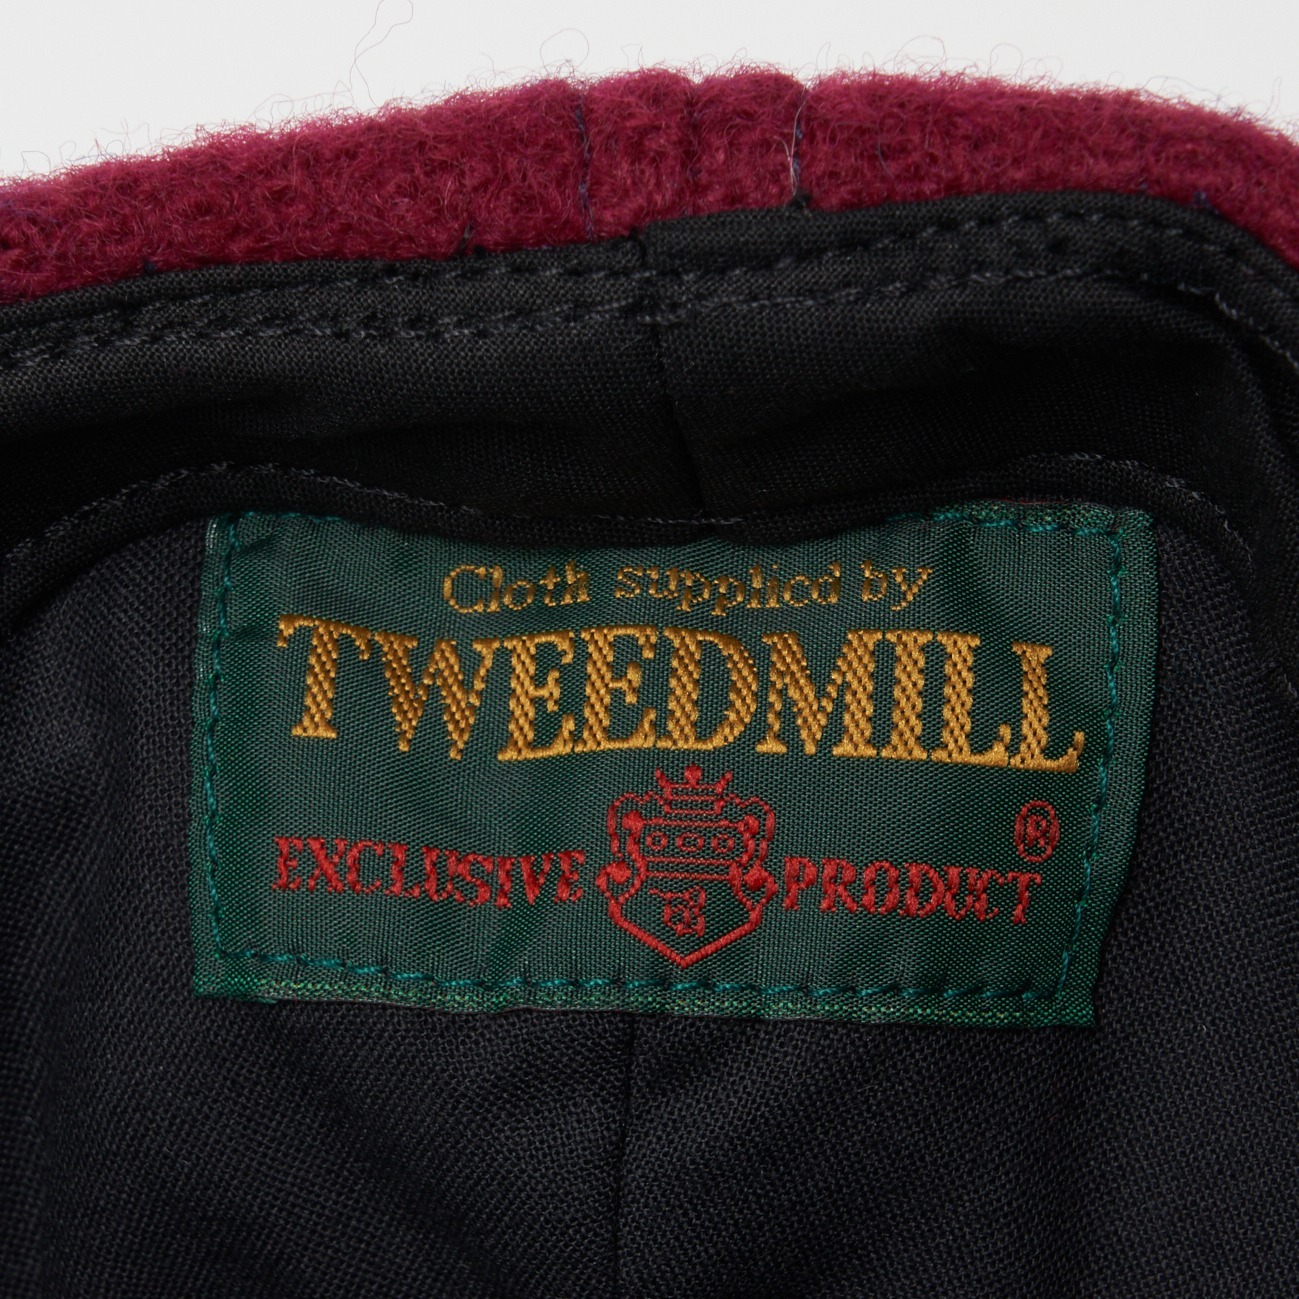 Cloth supplied by
TWEEDMILL
EXCLUSIVE PRODUCT ®